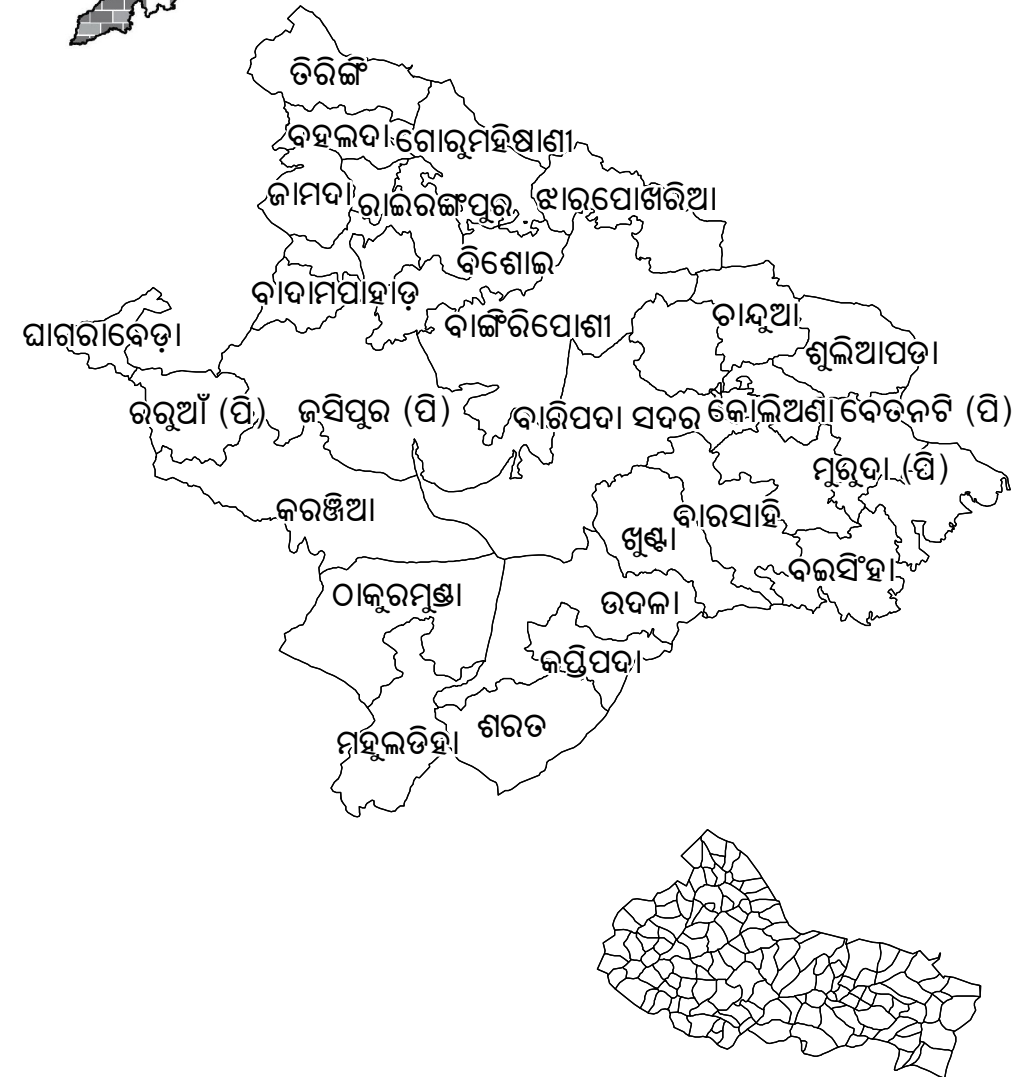 ତିରିଙ୍ଗି
ବହଲଦା
ଗୋରୁମହିଷାଣୀ
ଜାମଦା
ରାଇରଙ୍ଗପୁର
ଝାରପୋଖରିଆ
ବିଶୋଇ
ବାଦାମପାହାଡ଼
ବାଙ୍ଗିରିପୋଶୀ
ଚାନ୍ଦୁଆ
ଘାଗରାବେଡ଼ା
ଶୁଲିଆପଡା
ରରୁଆଁ (ପି)
ଜସିପୁର (ପି)
ବାରିପଦା ସଦର
କୋଲିଅଣା
ବେତନଟି (ପି)
ମୁରୁଦା (ପି)
କରଞ୍ଜିଆ
ବାରସାହି
ଖୁଣ୍ଟା
ବଇସିଂହା
ଠାକୁରମୁଣ୍ଡା
ଉଦଳା
କପ୍ତିପଦା
ଶରତ
ମହୁଲଡିହା